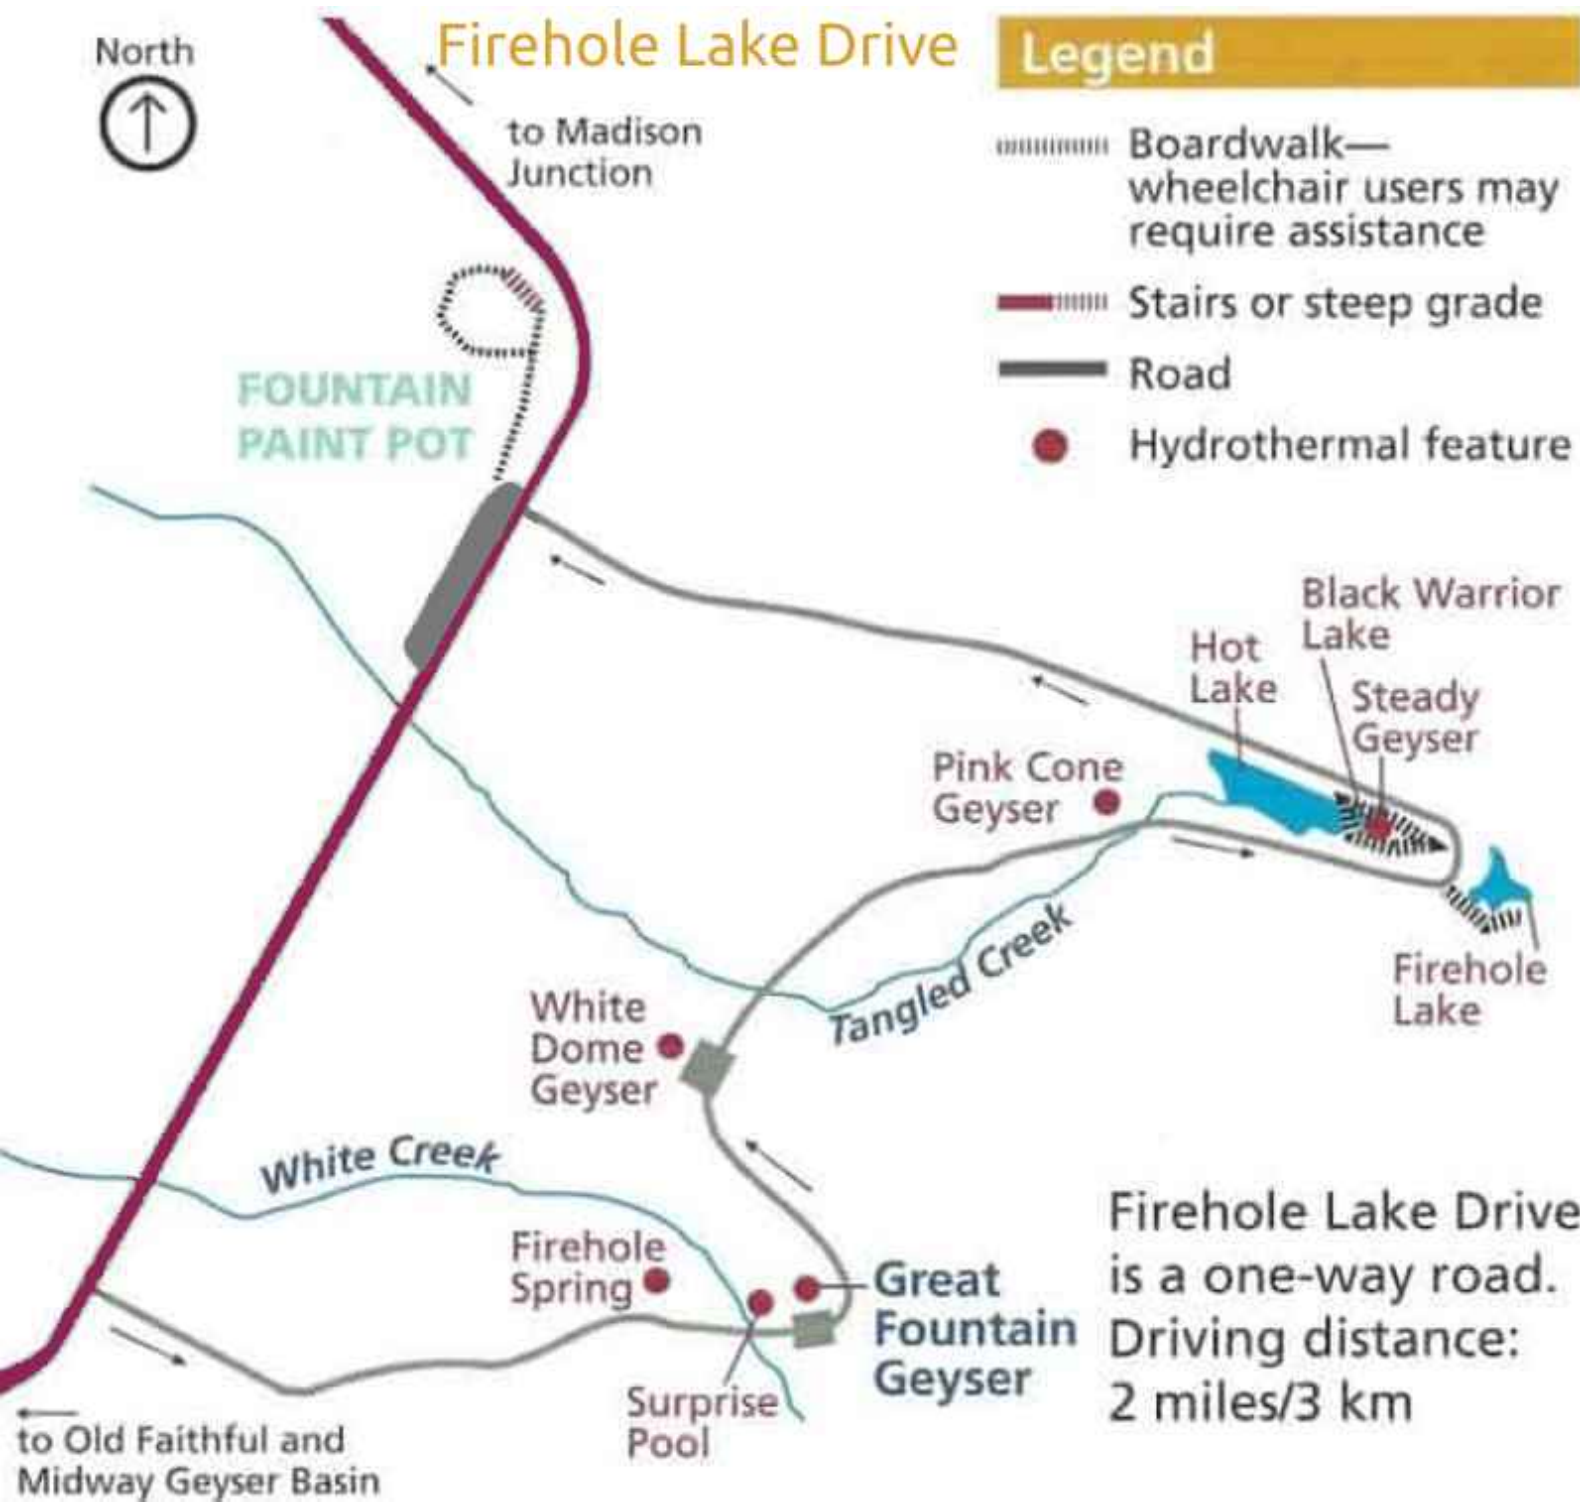 North
Firehole Lake Drive
to Madison
Junction
Legend
Boardwalk—
wheelchair users may
require assistance
Stairs or steep grade
Road
Hydrothermal feature
FOUNTAIN
PAINT POT
Black Warrior
Lake
Hot
Lake
Steady
Geyser
Pink Cone
Geyser
Firehole
Lake
Tangled Creek
White
Dome
Geyser
White Creek
Firehole
Spring
Great
Fountain
Geyser
Surprise
Pool
Firehole Lake Drive
is a one-way road.
Driving distance:
2 miles/3 km
to Old Faithful and
Midway Geyser Basin